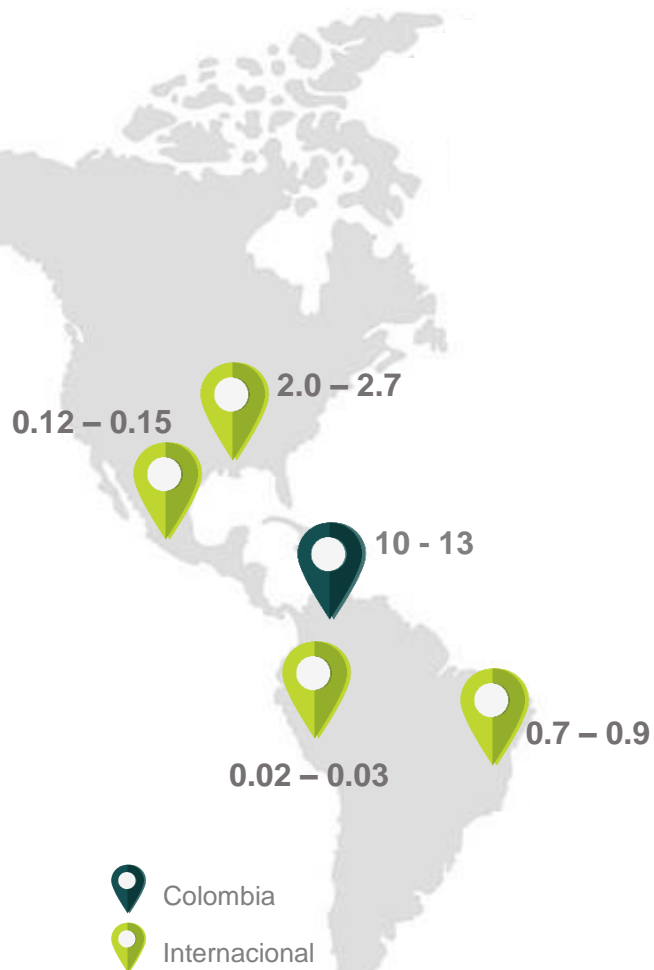 2.0 – 2.7
0.12 – 0.15
10 - 13
0.7 – 0.9
0.02 – 0.03
Colombia
Internacional